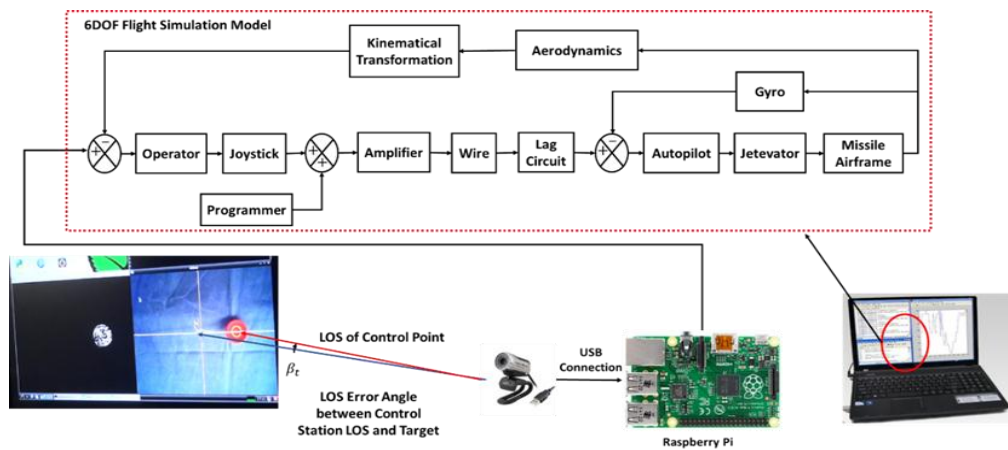 6DOF Flight Simulation Model
Kinematical
Transformation
Aerodynamics
Gyro
+
−
Operator
Joystick
+
+
Amplifier
Wire
Lag
Circuit
+
−
Autopilot
Jetevator
Missile
Airframe
Programmer
LOS of Control Point
βt
LOS Error Angle
between Control
Station LOS and Target
USB
Connection
Raspberry Pi